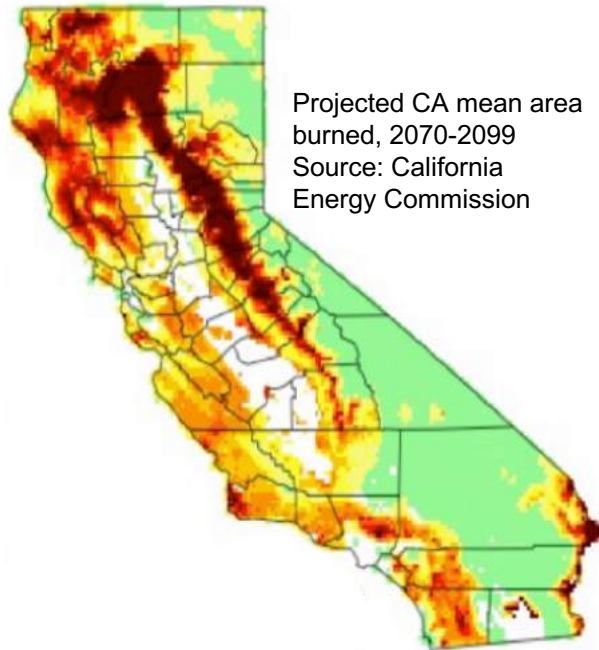 Projected CA mean area
burned, 2070-2099
Source: California
Energy Commission